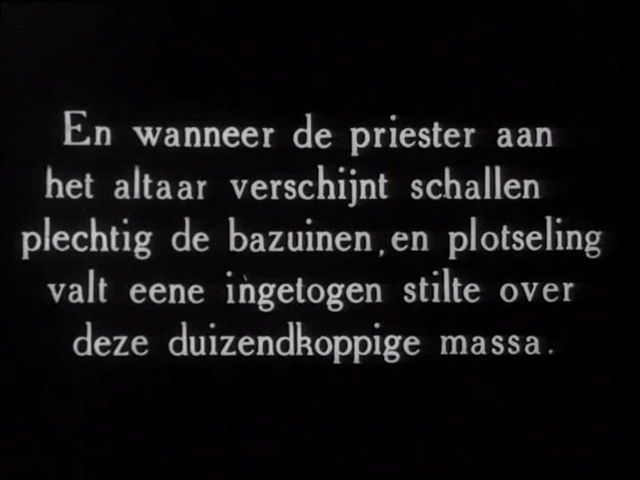 En wanneer de priester aan
het altaar verschijnt schallen
plechtig de bazuinen, en plotseling
valt eene ingetogen stilte over
deze duizendkoppige massa.